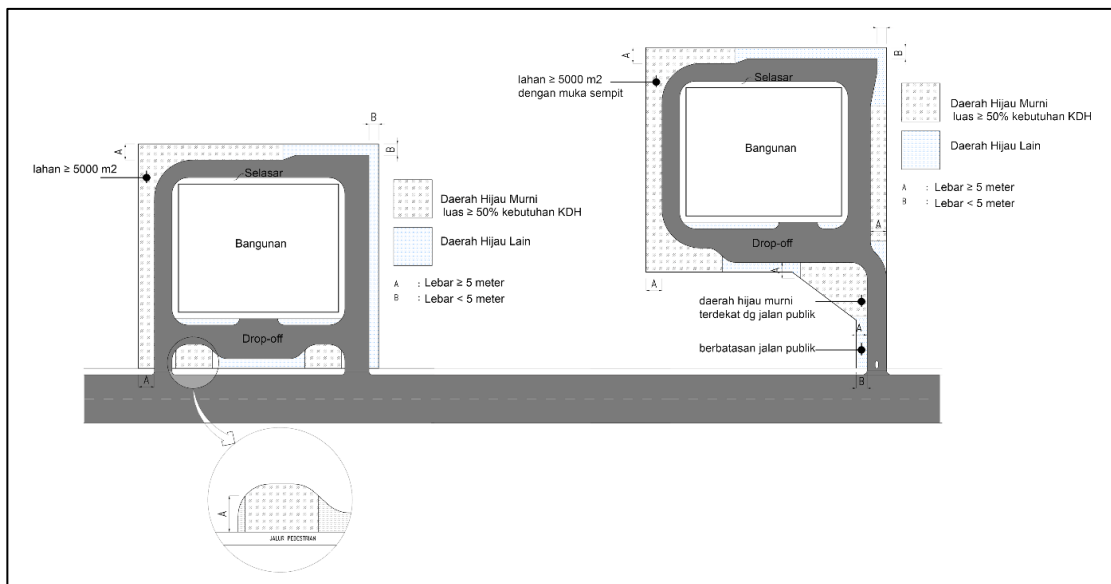 B
A
B
lahan ≥ 5000 m2
Selasar
Bangunan
Drop-off
A
Daerah Hijau Murni
luas ≥ 50% kebutuhan KDH
Daerah Hijau Lain
A : Lebar ≥ 5 meter
B : Lebar < 5 meter
A
JALUR PEDESTRIAN
A
B
lahan ≥ 5000 m2
dengan muka sempit
Selasar
Bangunan
Drop-off
A
A
A
daerah hijau murni
terdekat dg jalan publik
A
berbatasan jalan publik
B
B
Daerah Hijau Murni
luas ≥ 50% kebutuhan KDH
Daerah Hijau Lain
A : Lebar ≥ 5 meter
B : Lebar < 5 meter